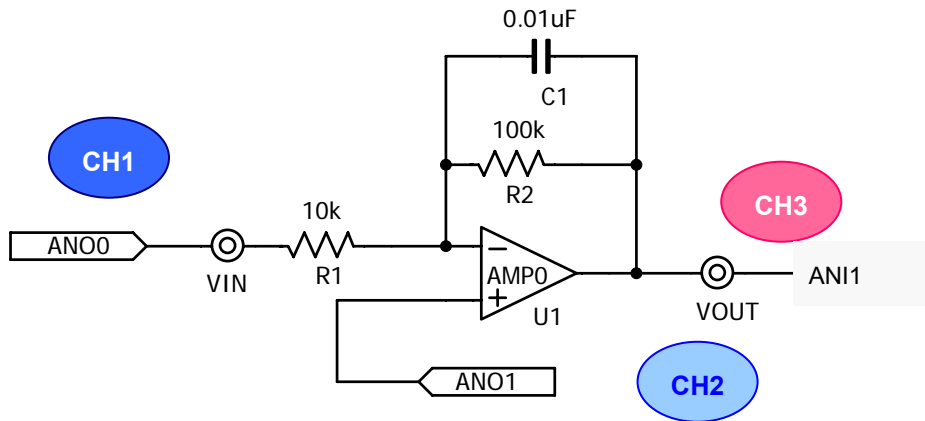 0.01uF
C1
100k
R2
CH1
10k
CH3
ANO0
VIN
R1
−
AMP0
+
U1
VOUT
ANI1
ANO1
CH2